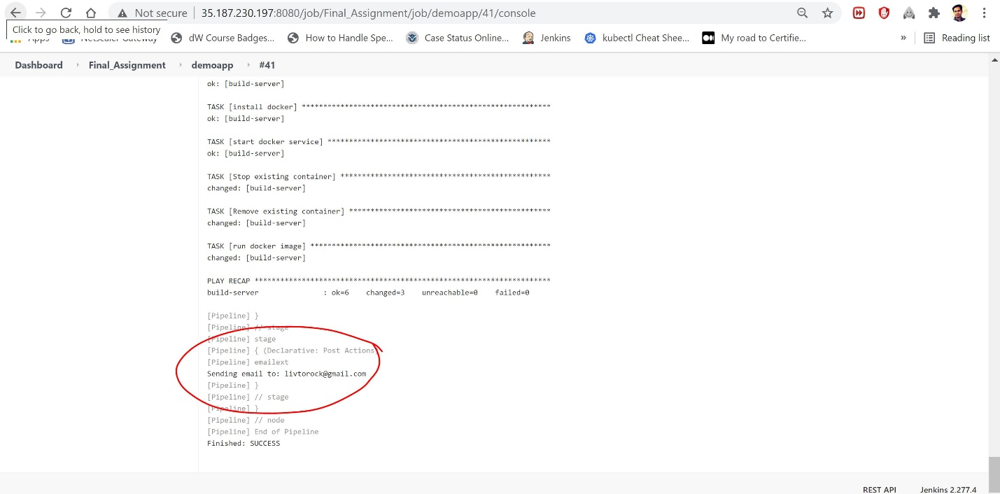 Not secure | 35.187.230.197:8080/job/Final_Assignment/job/demoapp/41/console
Click to go back, hold to see history
Apps Netscaler Gateway dW Course Badges... How to Handle Spe... Case Status Online... Jenkins kubectl Cheat Shee... My road to Certifie... » Reading list
Dashboard Final_Assignment demoapp #41
ok: [build-server]
TASK [install docker] **********************************************************
ok: [build-server]
TASK [start docker service] ****************************************************
ok: [build-server]
TASK [Stop existing container] *************************************************
changed: [build-server]
TASK [Remove existing container] ***********************************************
changed: [build-server]
TASK [run docker image] ********************************************************
changed: [build-server]
PLAY RECAP *********************************************************************
build-server : ok=6 changed=3 unreachable=0 failed=0
[Pipeline] }
[Pipeline] // stage
[Pipeline] stage
[Pipeline] { (Declarative: Post Actions)
[Pipeline] emailext
Sending email to: livtorock@gmail.com
[Pipeline] }
[Pipeline] // stage
[Pipeline] }
[Pipeline] // node
[Pipeline] End of Pipeline
Finished: SUCCESS
REST API Jenkins 2.277.4